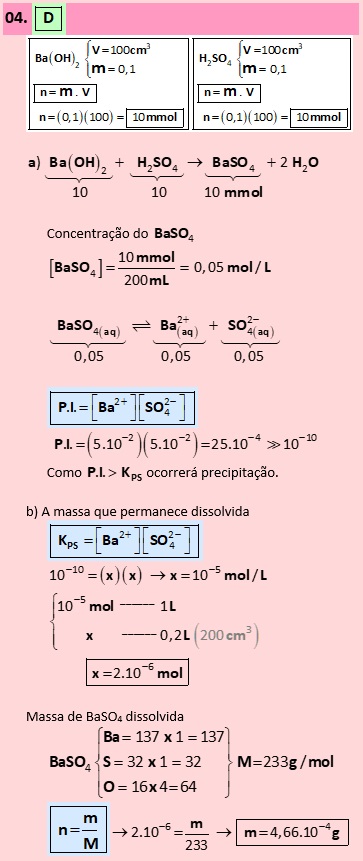 04. D
Ba(OH)₂ { V=100cm³
m=0,1
n=m.V
n=(0,1)(100)= 10mmol
H₂SO₄ { V=100cm³
m=0,1
n=m.V
n=(0,1)(100)= 10mmol
a) Ba(OH)₂ + H₂SO₄ → BaSO₄ + 2 H₂O
10 10 10 mmol
Concentração do BaSO₄
[BaSO₄]= 10 mmol / 200mL = 0,05 mol/L
BaSO₄₍aq₎ ⇌ Ba²⁺₍aq₎ + SO₄²⁻₍aq₎
0,05 0,05 0,05
P.I.=[Ba²⁺][SO₄²⁻]
P.I.=(5.10⁻²)(5.10⁻²)=25.10⁻⁴ ≫10⁻¹⁰
Como P.I.> K_PS ocorrerá precipitação.
b) A massa que permanece dissolvida
K_PS =[Ba²⁺][SO₄²⁻]
10⁻¹⁰=(x)(x) → x=10⁻⁵ mol/L
{ 10⁻⁵ mol ------ 1L
x ------ 0,2L (200 cm³)
x=2.10⁻⁶ mol
Massa de BaSO₄ dissolvida
BaSO₄ { Ba= 137 x 1 = 137
S = 32 x 1 = 32
O = 16x4=64 } M=233g/mol
n= m/M → 2.10⁻⁶= m/233 → m=4,66.10⁻⁴g